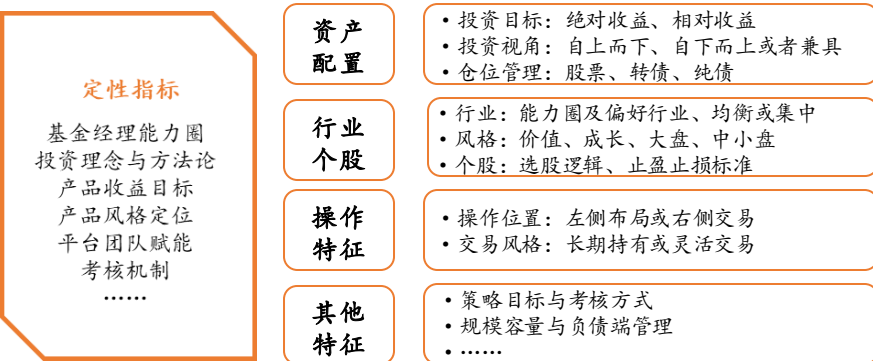 定性指标
基金经理能力圈
投资理念与方法论
产品收益目标
产品风格定位
平台团队赋能
考核机制
……
资产
配置
• 投资目标：绝对收益、相对收益
• 投资视角：自上而下、自下而上或者兼具
• 仓位管理：股票、转债、纯债
行业
个股
• 行业：能力圈及偏好行业、均衡或集中
• 风格：价值、成长、大盘、中小盘
• 个股：选股逻辑、止盈止损标准
操作
特征
• 操作位置：左侧布局或右侧交易
• 交易风格：长期持有或灵活交易
其他
特征
• 策略目标与考核方式
• 规模容量与负债端管理
• ……